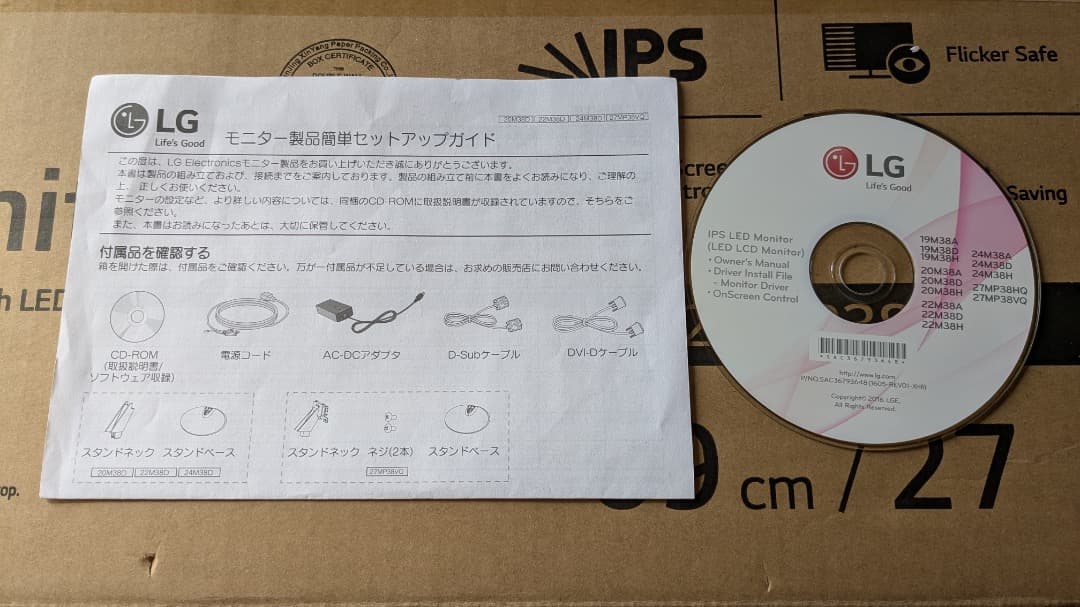 BOX CERTIFICATE
IPS
Flicker Safe
Saving
cm / 27
LG
Life's Good
20M38D 22M38D 24M38D 27MP38VQ
モニター製品簡単セットアップガイド
この度は、LG Electronicsモニター製品をお買い上げいただき誠にありがとうございます。
本書は製品の組み立ておよび、接続までをご案内しております。製品の組み立て前に本書をよくお読みになり、ご理解の
上、正しくお使いください。
モニターの設定など、より詳しい内容については、同梱のCD-ROMに取扱説明書が収録されていますので、そちらをご
参照ください。
また、本書はお読みになったあとは、大切に保管してください。
付属品を確認する
箱を開けた際は、付属品をご確認ください。万が一付属品が不足している場合は、お求めの販売店にお問い合わせください。
CD-ROM
(取扱説明書/
ソフトウェア収録)
電源コード
AC-DCアダプタ
D-Subケーブル
DVI-Dケーブル
スタンドネック スタンドベース
20M38D 22M38D 24M38D
スタンドネック ネジ(2本) スタンドベース
27MP38VQ
LG
Life's Good
IPS LED Monitor
(LED LCD Monitor)
• Owner's Manual
• Driver Install File
- Monitor Driver
• OnScreen Control
19M38A
19M38D
19M38H
20M38A
20M38D
20M38H
22M38A
22M38D
22M38H
24M38A
24M38D
24M38H
27MP38HQ
27MP38VQ
*SAC36793648*
http://www.lg.com
P/NO.SAC36793648 (1605-REV01-XHR)
Copyright© 2016 LGE,
All Rights Reserved.